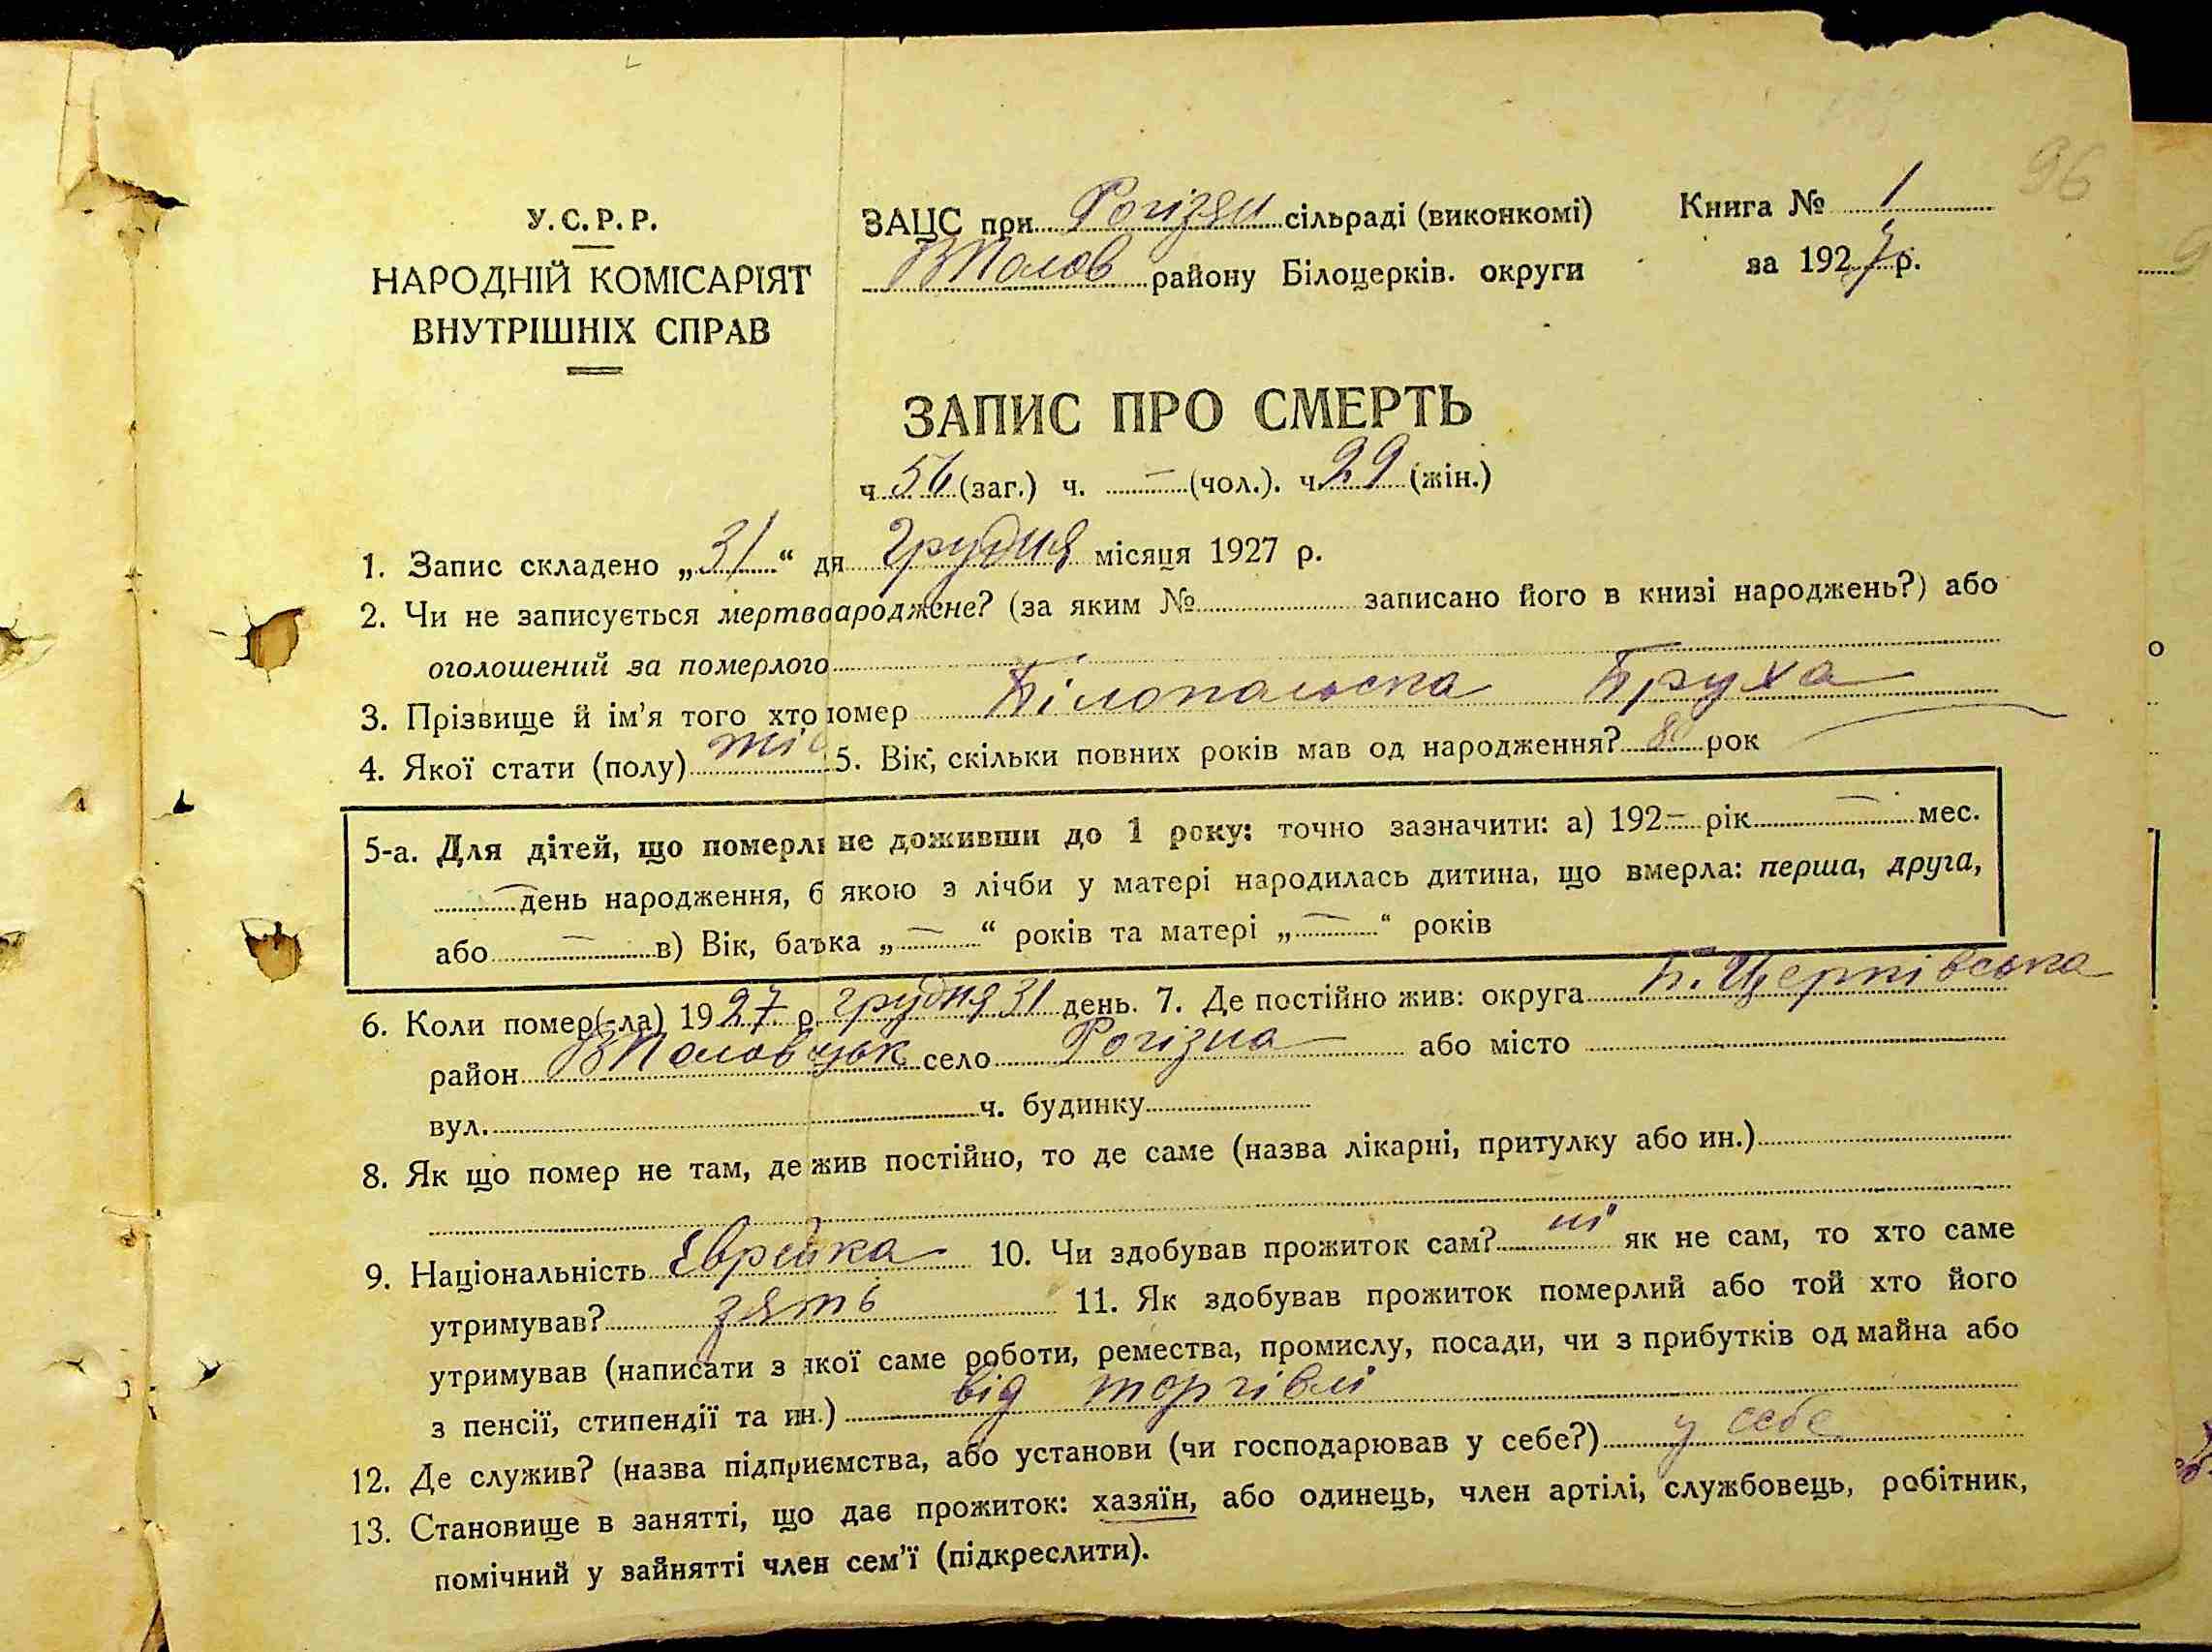 96
У.С.Р.Р.
НАРОДНІЙ КОМІСАРІЯТ
ВНУТРІШНІХ СПРАВ
ЗАЦС при Рогізян сільраді (виконкомі)
ВПолов району Білоцерків. округи
Книга № 1
за 1927 р.
ЗАПИС ПРО СМЕРТЬ
ч 56 (заг.) ч. — (чол.). ч 29 (жін.)
1. Запис складено „31“ дя грудня місяця 1927 р.
2. Чи не записується мертвоароджене? (за яким № записано його в книзі народжень?) або
оголошений за померлого
3. Прізвище й ім'я того хто помер Білопольска Бруха
4. Якої стати (полу) жін 5. Вік, скільки повних років мав од народження? 80 рок
5-а. Для дітей, що померлі не доживши до 1 року: точно зазначити: а) 192— рік — мес.
— день народження, б якою з лічби у матері народилась дитина, що вмерла: перша, друга,
або — в) Вік, батька „—“ років та матері „—“ років
6. Коли помер(-ла) 1927 р. грудня 31 день. 7. Де постійно жив: округа Б. Церківська
район ВПоловецьк село Рогізна або місто
вул. ч. будинку
8. Як що помер не там, де жив постійно, то де саме (назва лікарні, притулку або ин.)
9. Національність Єврейка 10. Чи здобував прожиток сам? ні як не сам, то хто саме
утримував? зять 11. Як здобував прожиток померлий або той хто його
утримував (написати з якої саме роботи, ремества, промислу, посади, чи з прибутків од майна або
з пенсії, стипендії та ин.) від торгівлі
12. Де служив? (назва підприємства, або установи (чи господарював у себе?) у себе
13. Становище в занятті, що дає прожиток: хазяїн, або одинець, член артілі, службовець, робітник,
помічний у зайнятті член сем'ї (підкреслити).